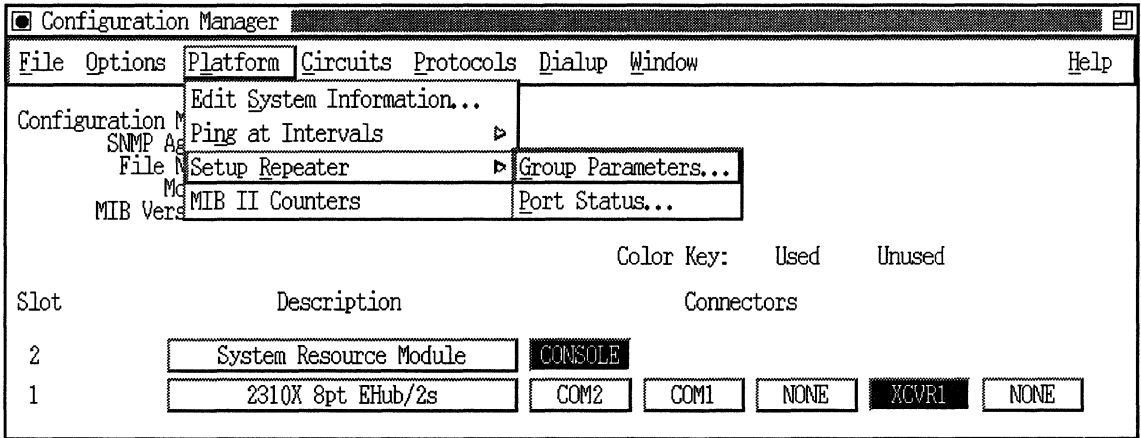 Configuration Manager
File Options Platform Circuits Protocols Dialup Window Help
Edit System Information...
Configuration M
Ping at Intervals
SNMP Ag
File N
Setup Repeater
Group Parameters...
Mo
MIB Vers
MIB II Counters
Port Status...
Color Key: Used Unused
Slot Description Connectors
2 System Resource Module CONSOLE
1 2310X 8pt EHub/2s COM2 COM1 NONE XCVR1 NONE